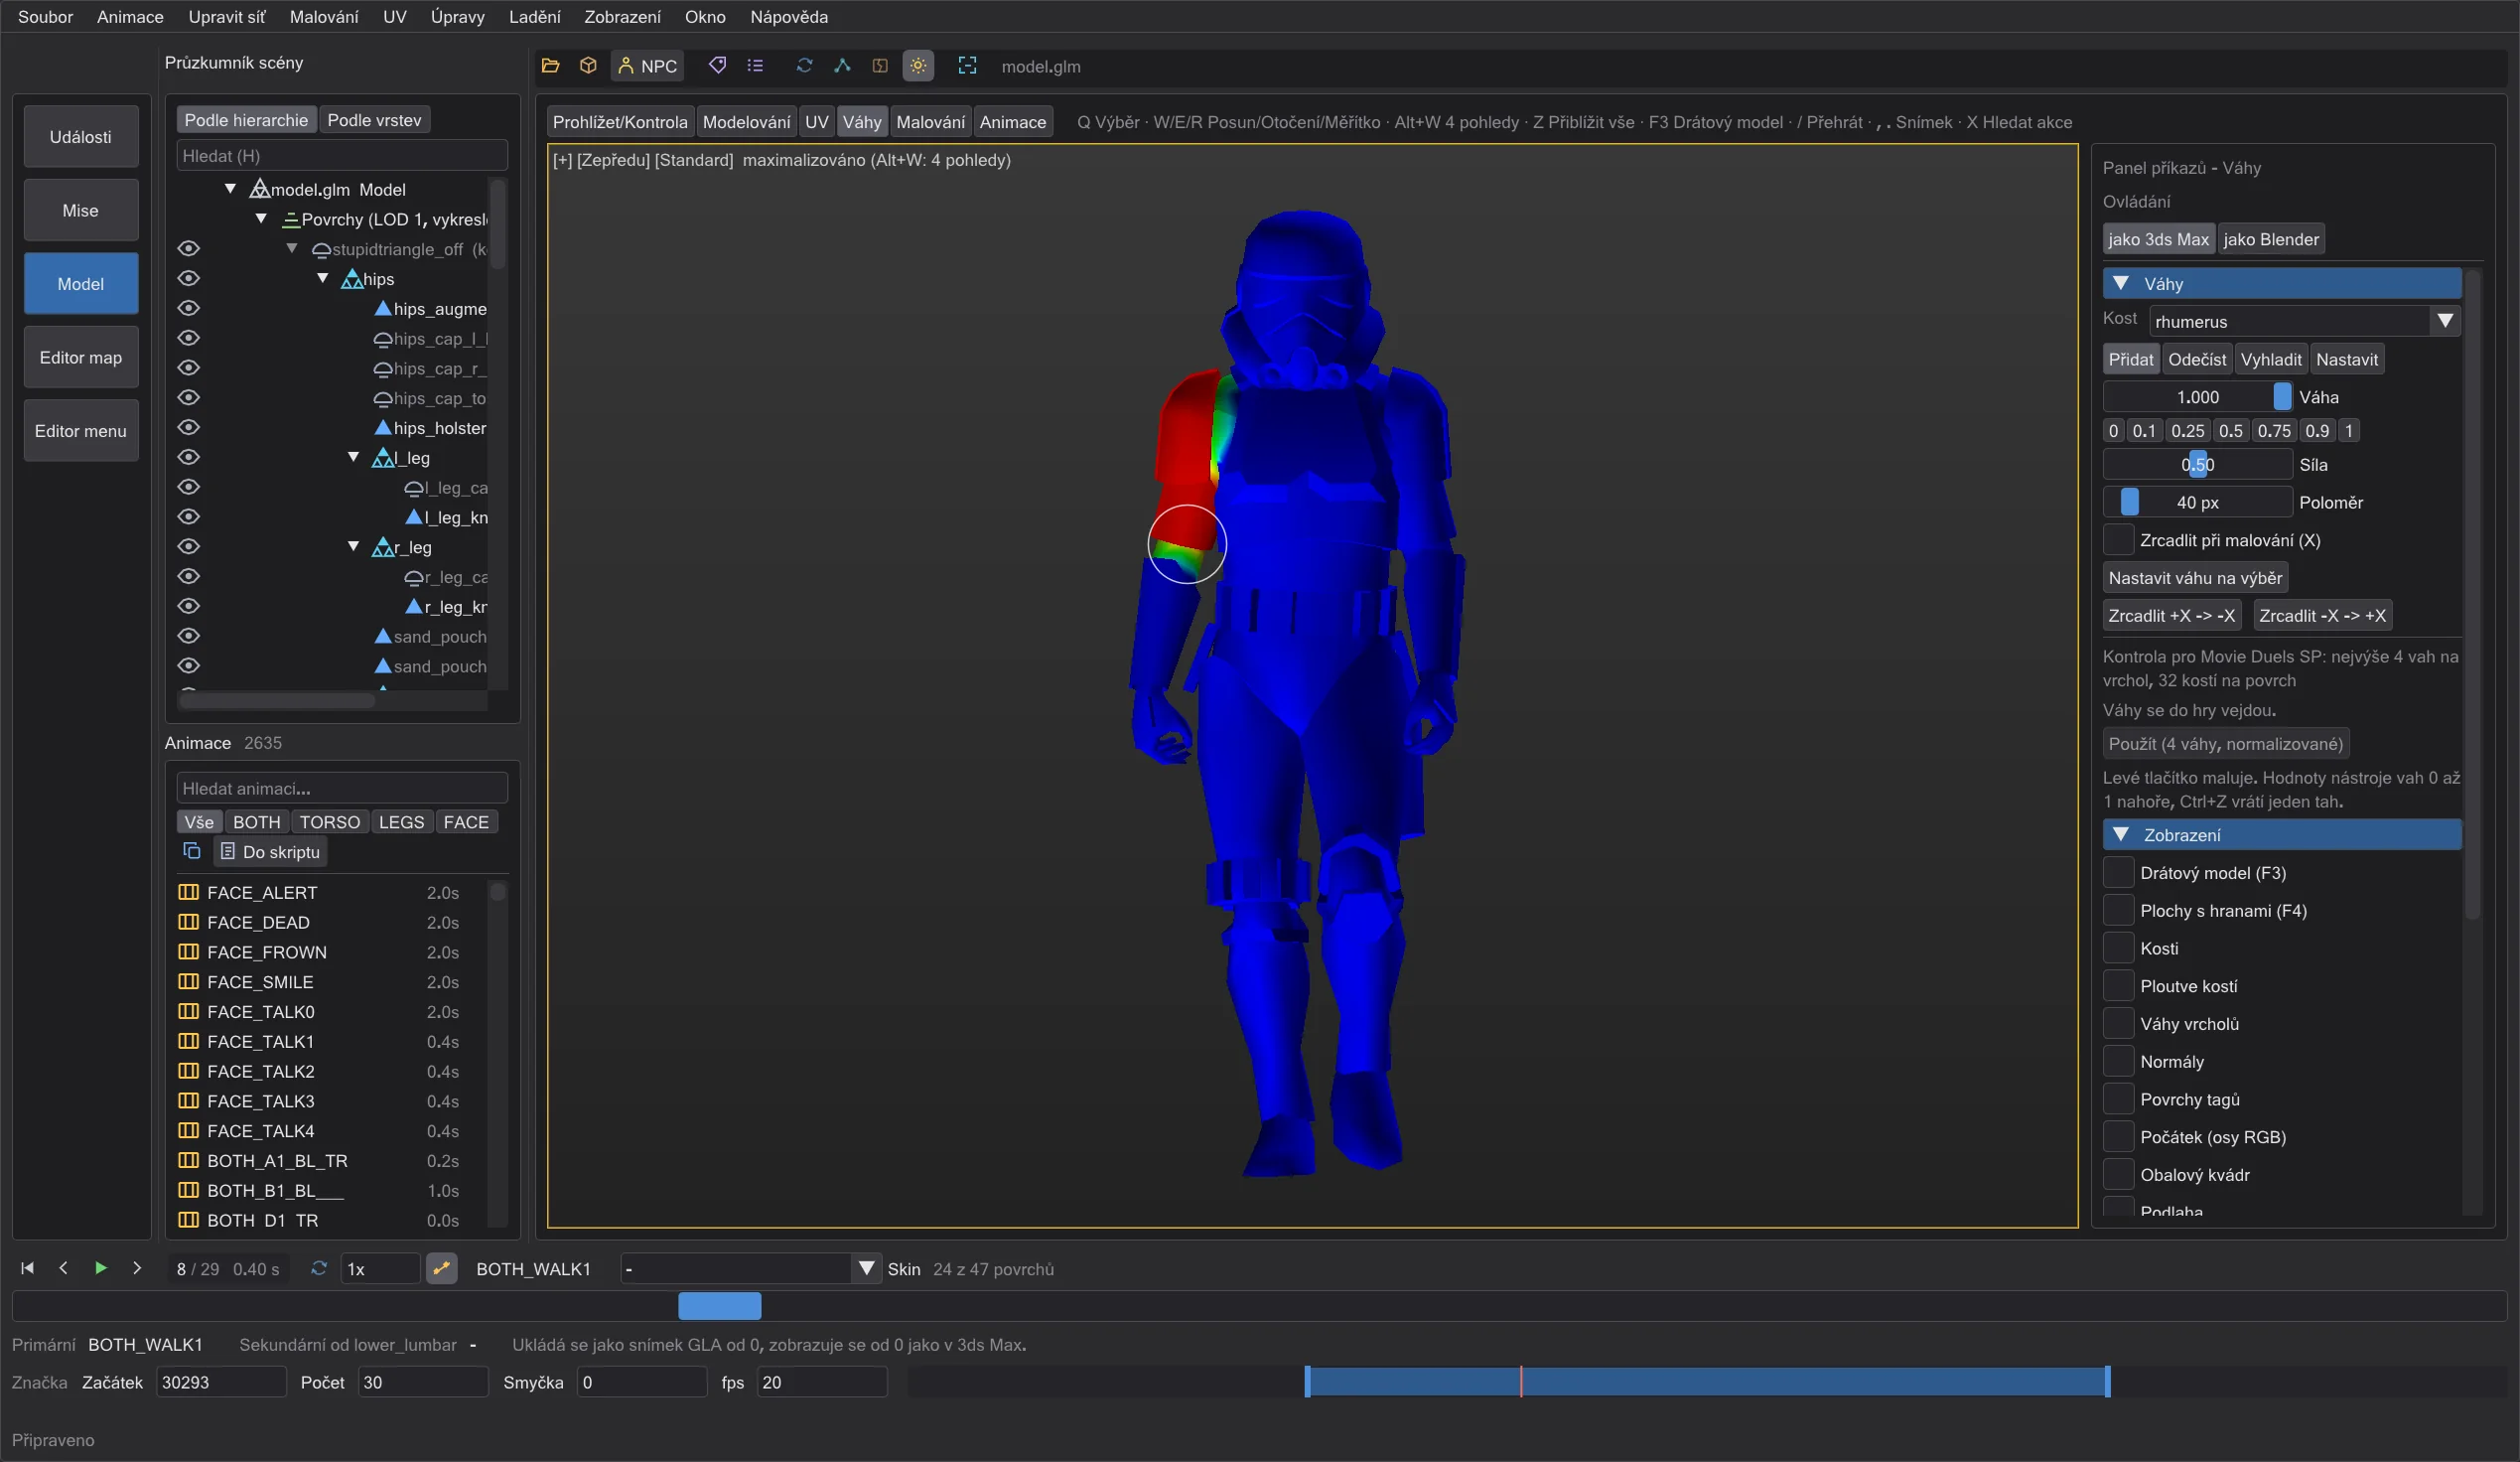 Soubor Animace Upravit síť Malování UV Úpravy Ladění Zobrazení Okno Nápověda
Průzkumník scény
NPC model.glm
Události
Mise
Model
Editor map
Editor menu
Podle hierarchie Podle vrstev
Hledat (H)
model.glm Model
Povrchy (LOD 1, vykresl
stupidtriangle_off (k
hips
hips_augme
hips_cap_l_
hips_cap_r_
hips_cap_to
hips_holster
l_leg
l_leg_ca
l_leg_kn
r_leg
r_leg_ca
r_leg_kn
sand_pouch
sand_pouch
Animace 2635
Hledat animaci...
Vše BOTH TORSO LEGS FACE
Do skriptu
FACE_ALERT 2.0s
FACE_DEAD 2.0s
FACE_FROWN 2.0s
FACE_SMILE 2.0s
FACE_TALK0 2.0s
FACE_TALK1 0.4s
FACE_TALK2 0.4s
FACE_TALK3 0.4s
FACE_TALK4 0.4s
BOTH_A1_BL_TR 0.2s
BOTH_B1_BL___ 1.0s
BOTH_D1_TR 0.0s
Prohlížet/Kontrola Modelování UV Váhy Malování Animace Q Výběr · W/E/R Posun/Otočení/Měřítko · Alt+W 4 pohledy · Z Přiblížit vše · F3 Drátový model · / Přehrát · , . Snímek · X Hledat akce
[+] [Zepředu] [Standard] maximalizováno (Alt+W: 4 pohledy)
Panel příkazů - Váhy
Ovládání
jako 3ds Max jako Blender
Váhy
Kost rhumerus
Přidat Odečíst Vyhladit Nastavit
1.000 Váha
0 0.1 0.25 0.5 0.75 0.9 1
0.50 Síla
40 px Poloměr
Zrcadlit při malování (X)
Nastavit váhu na výběr
Zrcadlit +X -> -X Zrcadlit -X -> +X
Kontrola pro Movie Duels SP: nejvýše 4 vah na
vrchol, 32 kostí na povrch
Váhy se do hry vejdou.
Použít (4 váhy, normalizované)
Levé tlačítko maluje. Hodnoty nástroje vah 0 až
1 nahoře, Ctrl+Z vrátí jeden tah.
Zobrazení
Drátový model (F3)
Plochy s hranami (F4)
Kosti
Ploutve kostí
Váhy vrcholů
Normály
Povrchy tagů
Počátek (osy RGB)
Obalový kvádr
Podlaha
8 / 29 0.40 s 1x BOTH_WALK1 - Skin 24 z 47 povrchů
Primární BOTH_WALK1 Sekundární od lower_lumbar - Ukládá se jako snímek GLA od 0, zobrazuje se od 0 jako v 3ds Max.
Značka Začátek 30293 Počet 30 Smyčka 0 fps 20
Připraveno